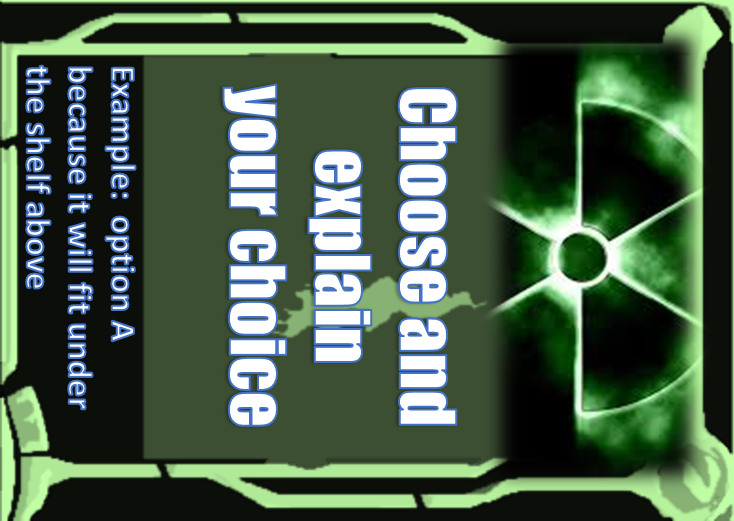 Choose and
explain
your choice
Example:  option A
because it will fit under
the shelf above